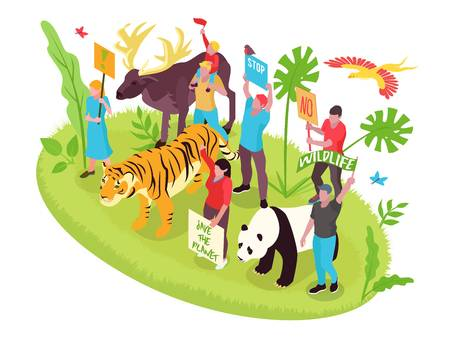 !
STOP
NO
WILDLIFE
SAVE
THE
PLANET